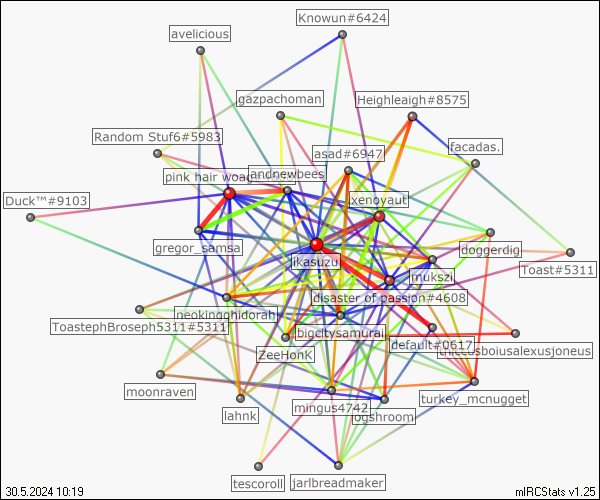 Knowun#6424
avelicious
gazpachoman
Heighleaigh#8575
Random Stuf6#5983
asad#6947
facadas.
pink hair
andnewbees
Duck™#9103
xenoyaut
gregor_samsa
doggerdig
ikasuzu
Toast#5311
mukszi
disaster of passion#4608
neokingghidorah
ToastephBroseph5311#5311
bigcitysamurai
default#0617
thiccusboiusalexusjoneus
ZeeHonK
moonraven
turkey_mcnugget
mingus4742
ogshroom
lahnk
tescoroll
jarlbreadmaker
30.5.2024 10:19
mIRCStats v1.25